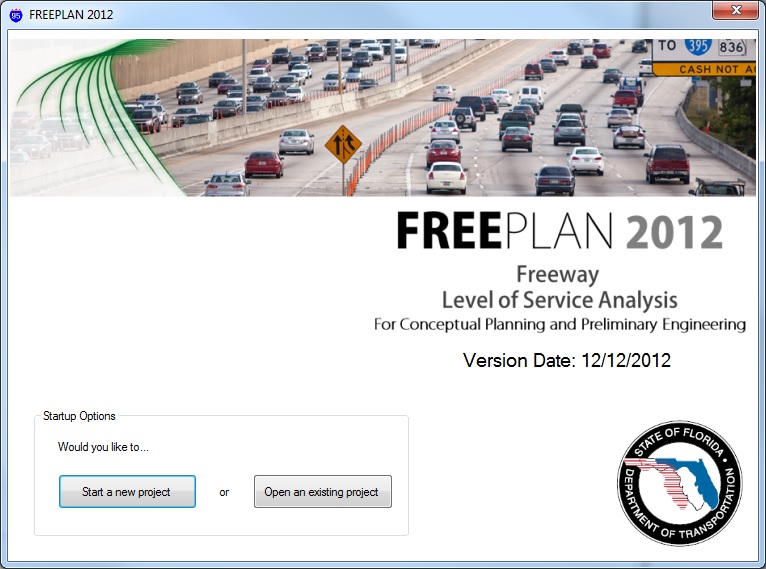 FREEPLAN 2012
TO 395 836
CASH NOT A
FREEPLAN 2012
Freeway
Level of Service Analysis
For Conceptual Planning and Preliminary Engineering
Version Date: 12/12/2012
Startup Options
Would you like to...
Start a new project
or
Open an existing project
STATE OF FLORIDA
DEPARTMENT OF TRANSPORTATION